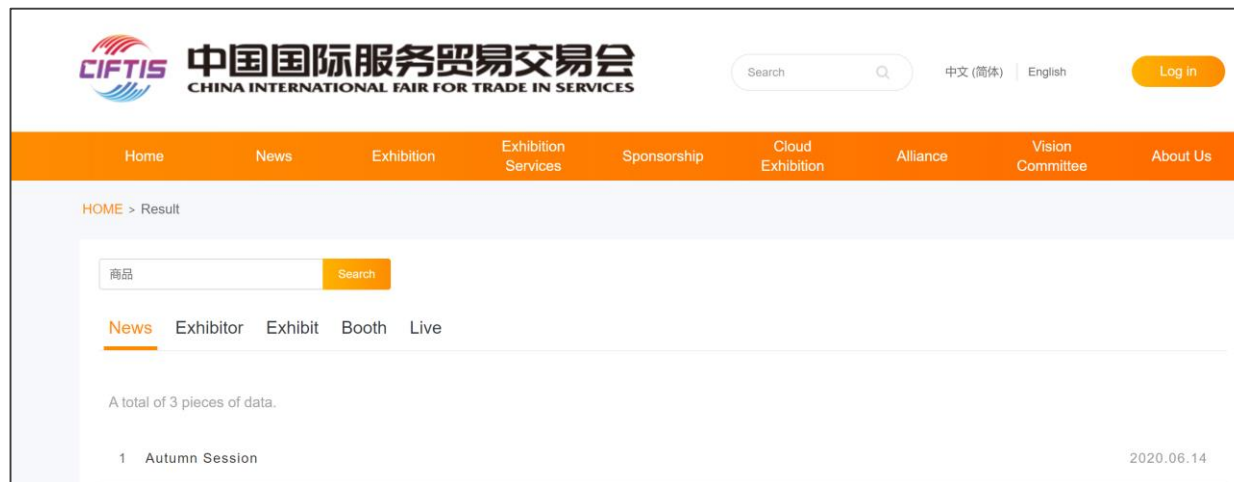 CIFTIS
中国国际服务贸易交易会
CHINA INTERNATIONAL FAIR FOR TRADE IN SERVICES
Search
中文 (简体) English
Log in
Home News Exhibition Exhibition Services Sponsorship Cloud Exhibition Alliance Vision Committee About Us
HOME > Result
商品 Search
News Exhibitor Exhibit Booth Live
A total of 3 pieces of data.
1 Autumn Session 2020.06.14